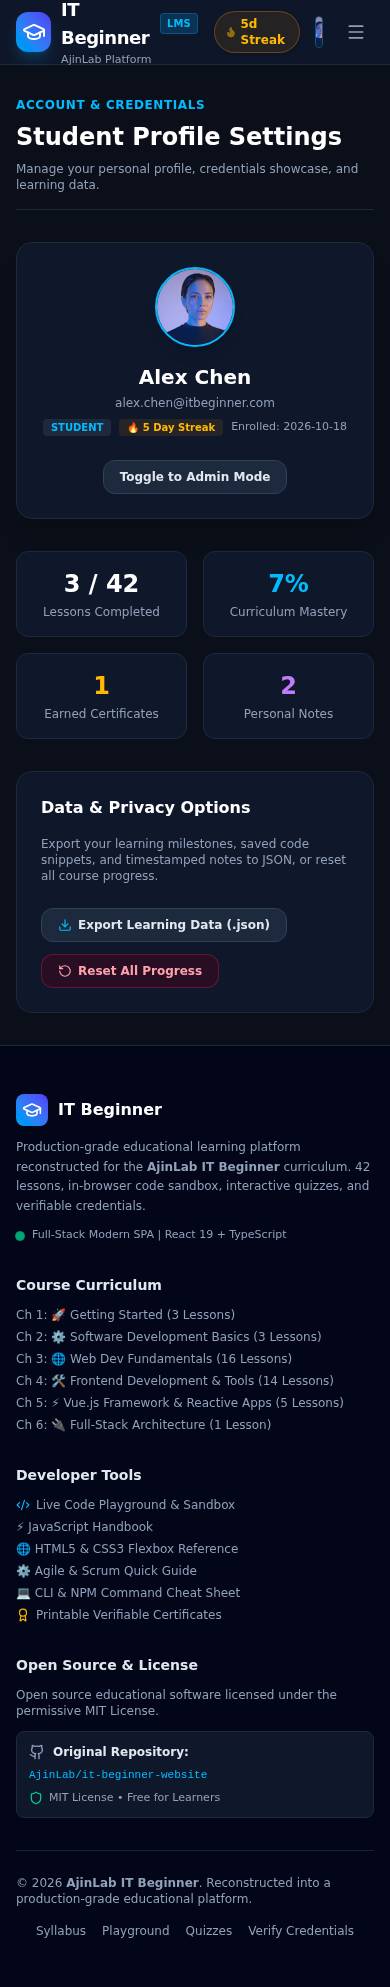 IT
Beginner
AjinLab Platform
LMS
5d
Streak
ACCOUNT & CREDENTIALS
Student Profile Settings
Manage your personal profile, credentials showcase, and
learning data.
Alex Chen
alex.chen@itbeginner.com
STUDENT 🔥 5 Day Streak Enrolled: 2026-10-18
Toggle to Admin Mode
3 / 42
Lessons Completed
7%
Curriculum Mastery
1
Earned Certificates
2
Personal Notes
Data & Privacy Options
Export your learning milestones, saved code
snippets, and timestamped notes to JSON, or reset
all course progress.
Export Learning Data (.json)
Reset All Progress
IT Beginner
Production-grade educational learning platform
reconstructed for the AjinLab IT Beginner curriculum. 42
lessons, in-browser code sandbox, interactive quizzes, and
verifiable credentials.
Full-Stack Modern SPA | React 19 + TypeScript
Course Curriculum
Ch 1: 🚀 Getting Started (3 Lessons)
Ch 2: ⚙️ Software Development Basics (3 Lessons)
Ch 3: 🌐 Web Dev Fundamentals (16 Lessons)
Ch 4: 🛠️ Frontend Development & Tools (14 Lessons)
Ch 5: ⚡ Vue.js Framework & Reactive Apps (5 Lessons)
Ch 6: 🔌 Full-Stack Architecture (1 Lesson)
Developer Tools
Live Code Playground & Sandbox
⚡ JavaScript Handbook
🌐 HTML5 & CSS3 Flexbox Reference
⚙️ Agile & Scrum Quick Guide
💻 CLI & NPM Command Cheat Sheet
Printable Verifiable Certificates
Open Source & License
Open source educational software licensed under the
permissive MIT License.
Original Repository:
AjinLab/it-beginner-website
MIT License • Free for Learners
© 2026 AjinLab IT Beginner. Reconstructed into a
production-grade educational platform.
Syllabus Playground Quizzes Verify Credentials